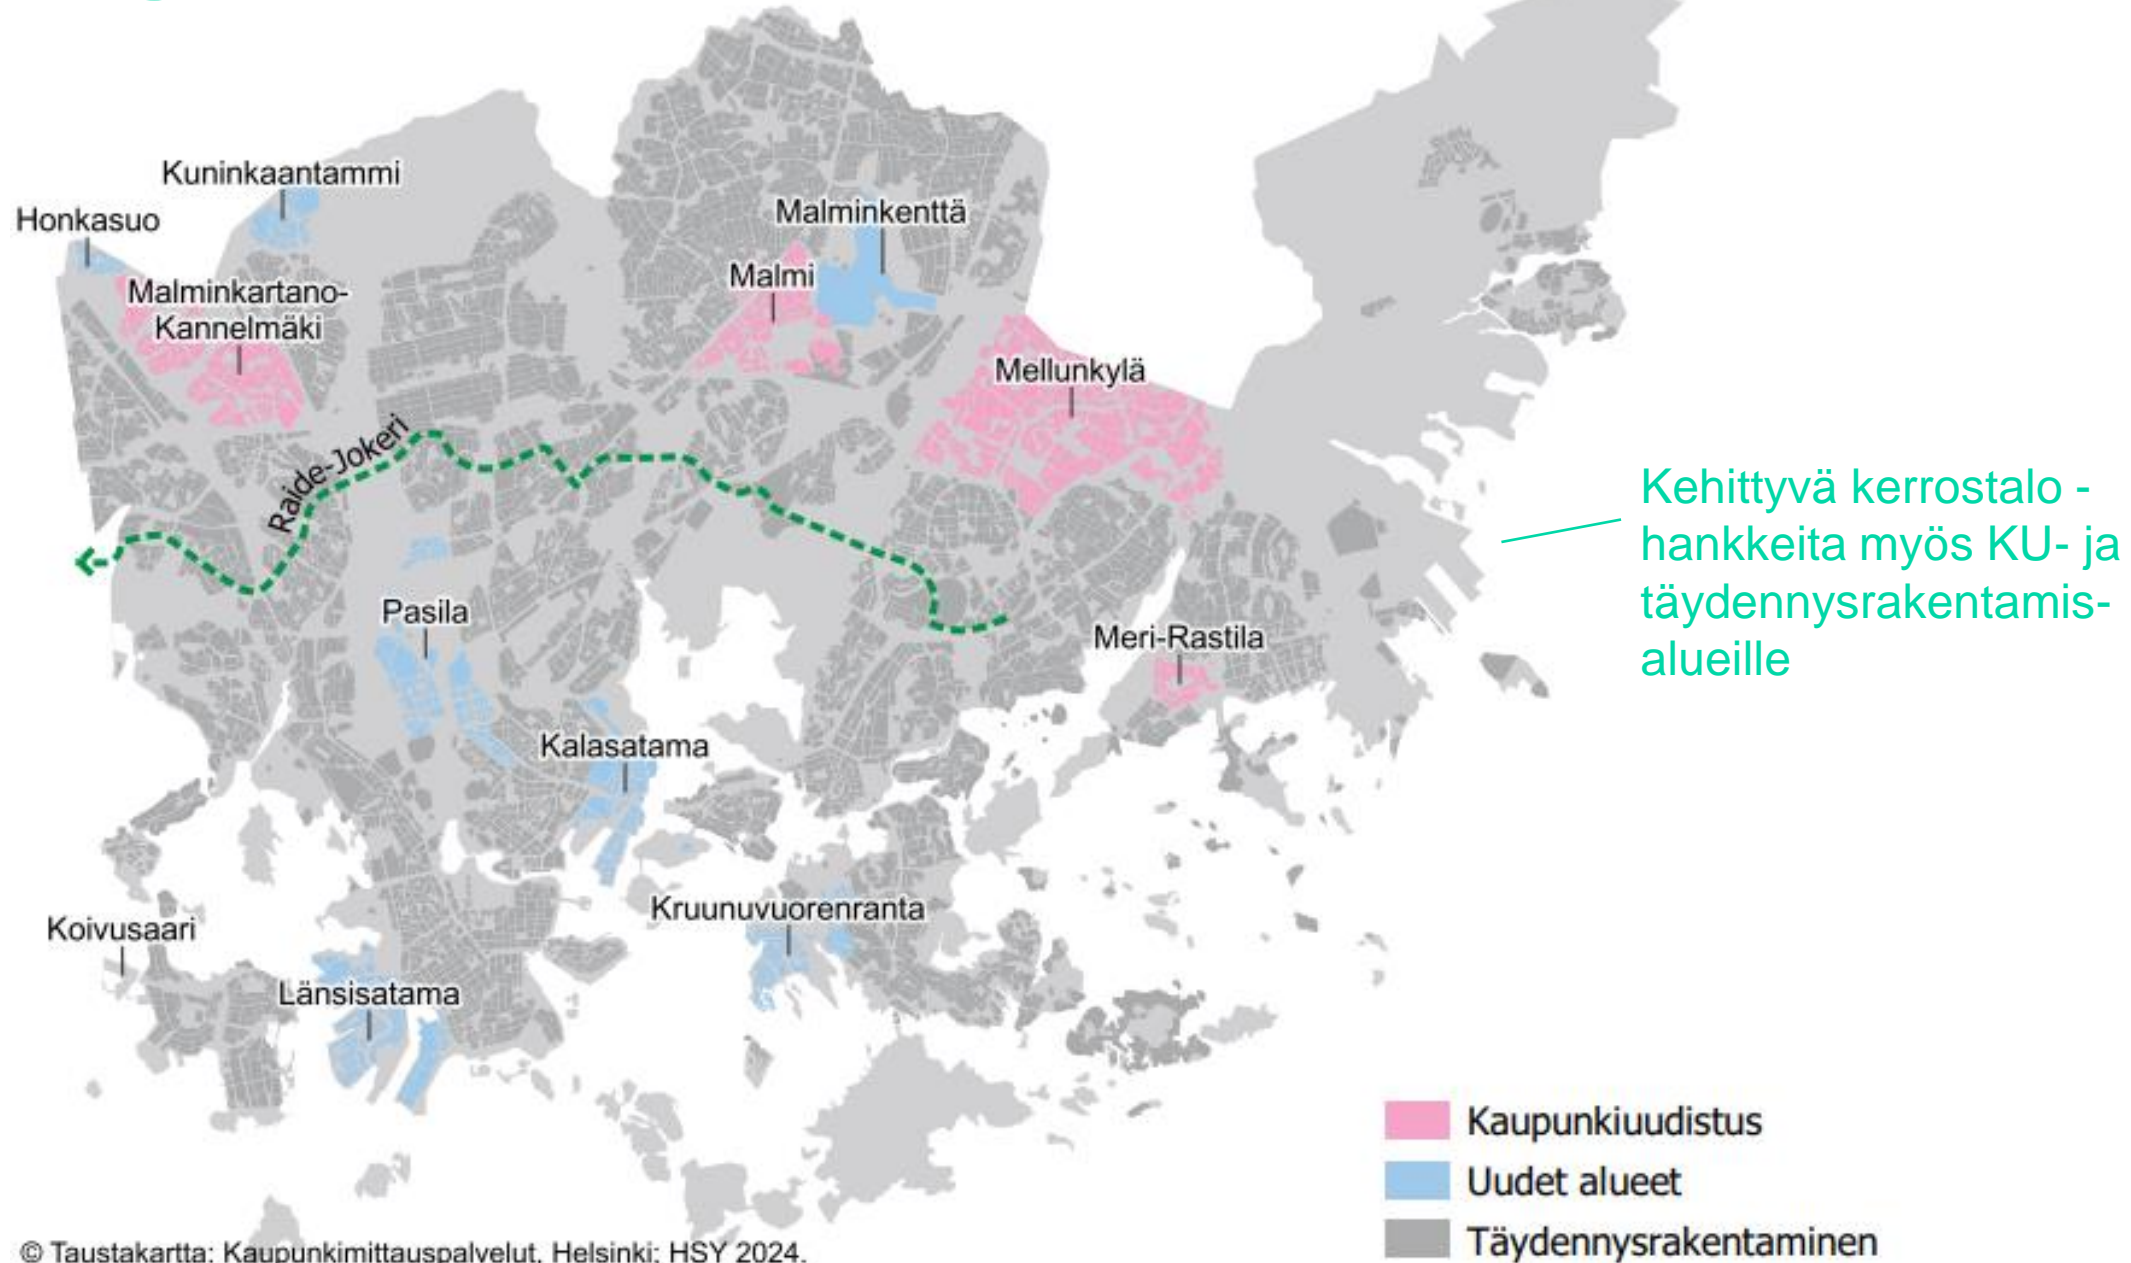 Kuninkaantammi
Honkasuo
Malminkenttä
Malmi
Malminkartano-
Kannelmäki
Mellunkylä
Raide-Jokeri
Kehittyvä kerrostalo -
hankkeita myös KU- ja
täydennysrakentamis-
alueille
Pasila
Meri-Rastila
Kalasatama
Kruunuvuorenranta
Koivusaari
Länsisatama
Kaupunkiuudistus
Uudet alueet
Täydennysrakentaminen
© Taustakartta: Kaupunkimittauspalvelut, Helsinki; HSY 2024.